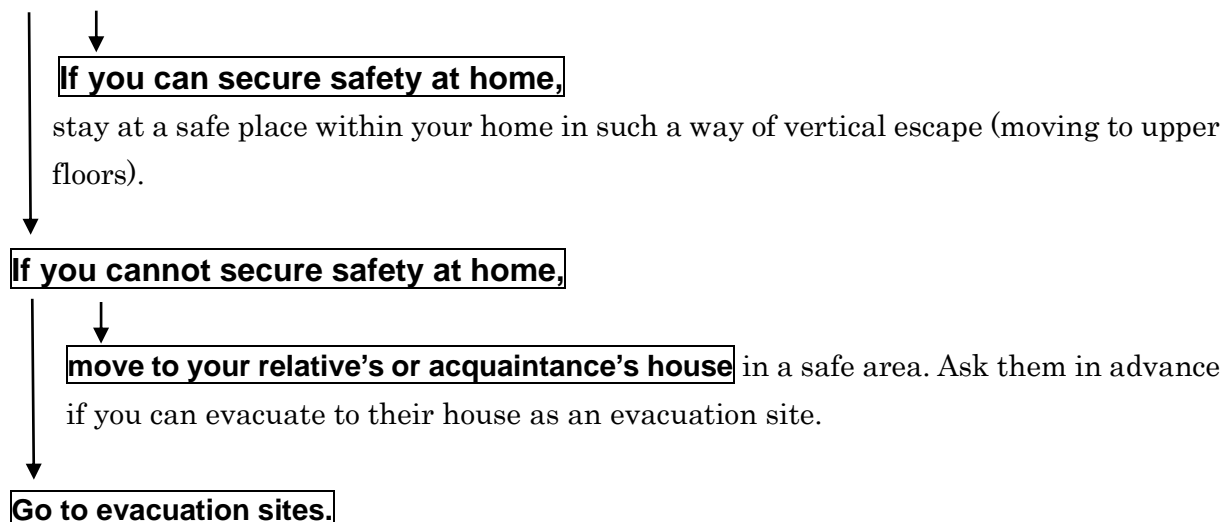 If you can secure safety at home,
stay at a safe place within your home in such a way of vertical escape (moving to upper
floors).
If you cannot secure safety at home,
move to your relative’s or acquaintance’s house in a safe area. Ask them in advance
if you can evacuate to their house as an evacuation site.
Go to evacuation sites.